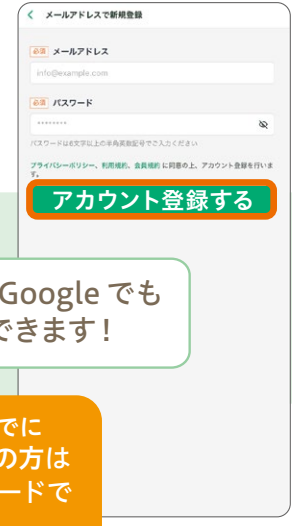 メールアドレスで新規登録
必須 メールアドレス
info@example.com
必須 パスワード
********
パスワードは8文字以上の半角英数記号でご入力ください
プライバシーポリシー、利用規約、会員規約 に同意の上、アカウント登録を行いま
す。
アカウント登録する
Google でも
できます！
でに
の方は
ードで